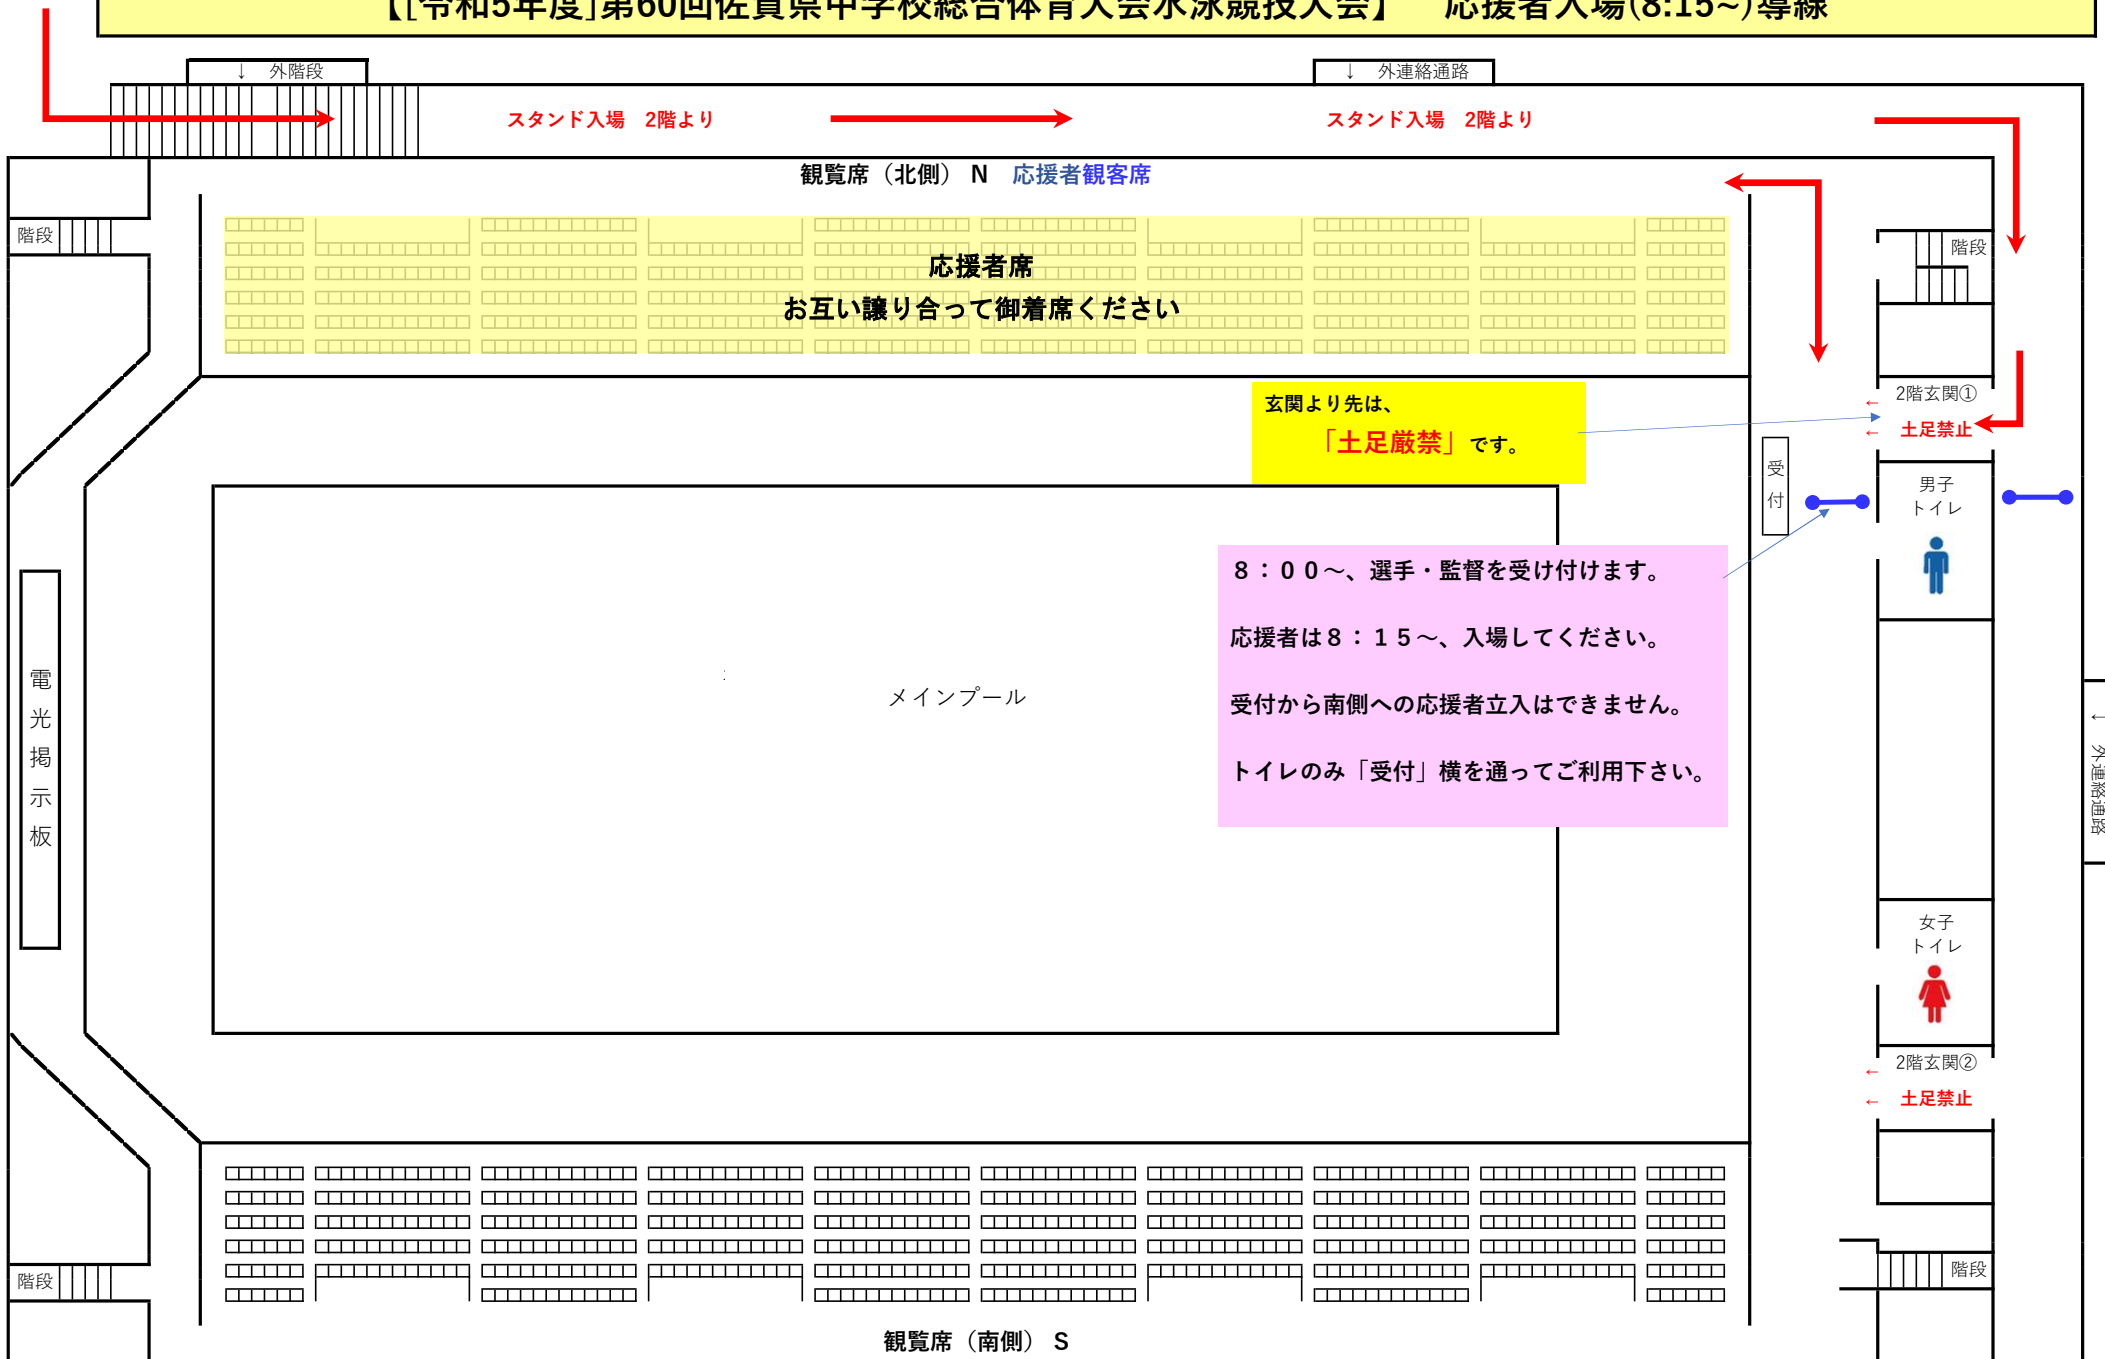 【[令和5年度]第60回佐賀県中学校総合体育大会水泳競技大会】　応援者入場(8:15~)導線
↓　外階段
↓　外連絡通路
スタンド入場　2階より
スタンド入場　2階より
観覧席（北側） N　応援者観客席
階段
階段
応援者席
お互い譲り合って御着席ください
玄関より先は、
「土足厳禁」です。
← 2階玄関①
← 土足禁止
受付
男子
トイレ
８：００～、選手・監督を受け付けます。
応援者は８：１５～、入場してください。
受付から南側への応援者立入はできません。
トイレのみ「受付」横を通ってご利用下さい。
電光掲示板
メインプール
← 外連絡通路
女子
トイレ
← 2階玄関②
← 土足禁止
階段
階段
観覧席（南側） S